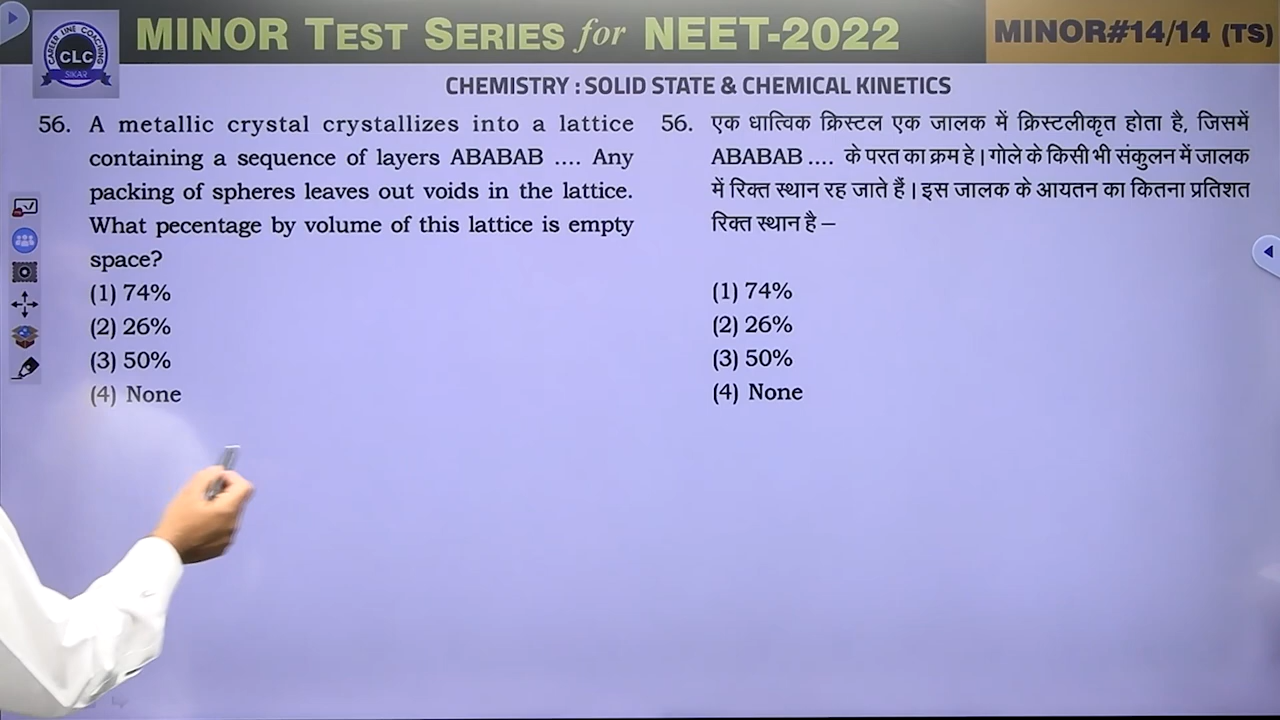 CAREER LINE COACHING
CLC
SIKAR
MINOR TEST SERIES for NEET-2022
MINOR#14/14 (TS)
CHEMISTRY : SOLID STATE & CHEMICAL KINETICS
56. A metallic crystal crystallizes into a lattice
containing a sequence of layers ABABAB .... Any
packing of spheres leaves out voids in the lattice.
What pecentage by volume of this lattice is empty
space?
(1) 74%
(2) 26%
(3) 50%
(4) None
56. एक धात्विक क्रिस्टल एक जालक में क्रिस्टलीकृत होता है, जिसमें
ABABAB .... के परत का क्रम हे। गोले के किसी भी संकुलन में जालक
में रिक्त स्थान रह जाते हैं। इस जालक के आयतन का कितना प्रतिशत
रिक्त स्थान है –
(1) 74%
(2) 26%
(3) 50%
(4) None